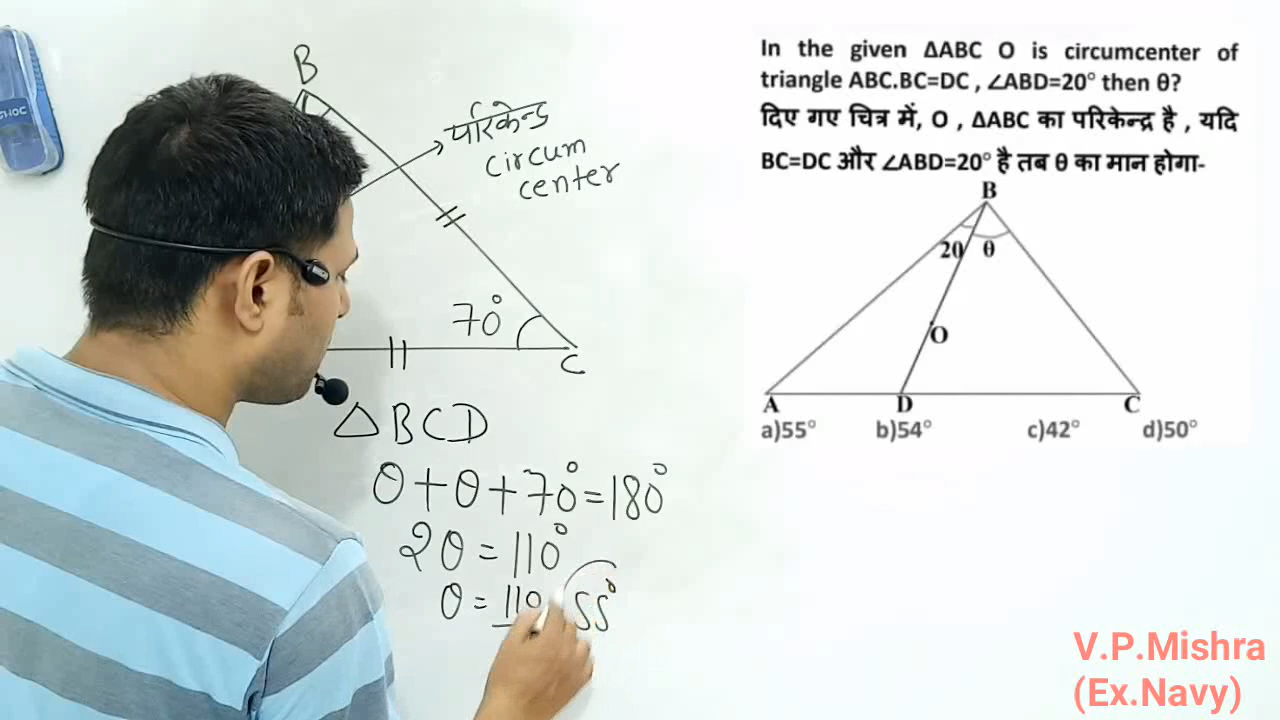 B
परिकेन्द्र
circum
center
70°
C
△ BCD
θ+θ+70°=180°
2θ=110°
θ=110 55°
In the given ΔABC O is circumcenter of
triangle ABC.BC=DC , ∠ABD=20° then θ?
दिए गए चित्र में, O , ΔABC का परिकेन्द्र है , यदि
BC=DC और ∠ABD=20° है तब θ का मान होगा-
B
20 θ
O
A D C
a)55° b)54° c)42° d)50°
V.P.Mishra
(Ex.Navy)